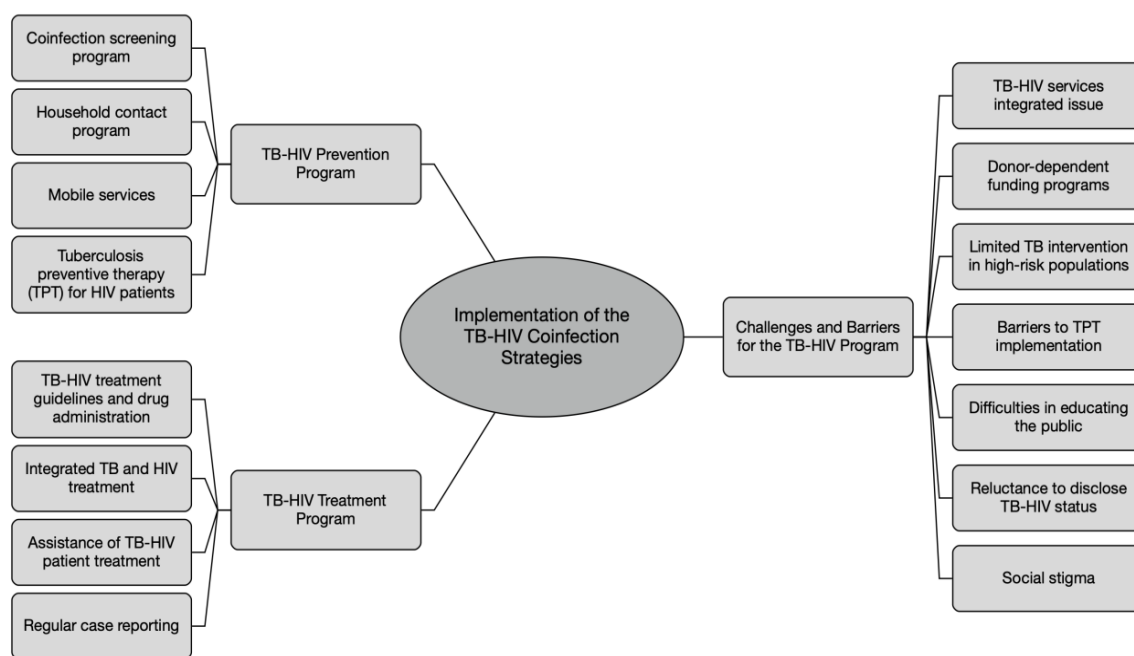 Coinfection screening
program
Household contact
program
Mobile services
Tuberculosis
preventive therapy
(TPT) for HIV patients
TB-HIV Prevention
Program
TB-HIV treatment
guidelines and drug
administration
Integrated TB and HIV
treatment
Assistance of TB-HIV
patient treatment
Regular case reporting
TB-HIV Treatment
Program
Implementation of the
TB-HIV Coinfection
Strategies
Challenges and Barriers
for the TB-HIV Program
TB-HIV services
integrated issue
Donor-dependent
funding programs
Limited TB intervention
in high-risk populations
Barriers to TPT
implementation
Difficulties in educating
the public
Reluctance to disclose
TB-HIV status
Social stigma